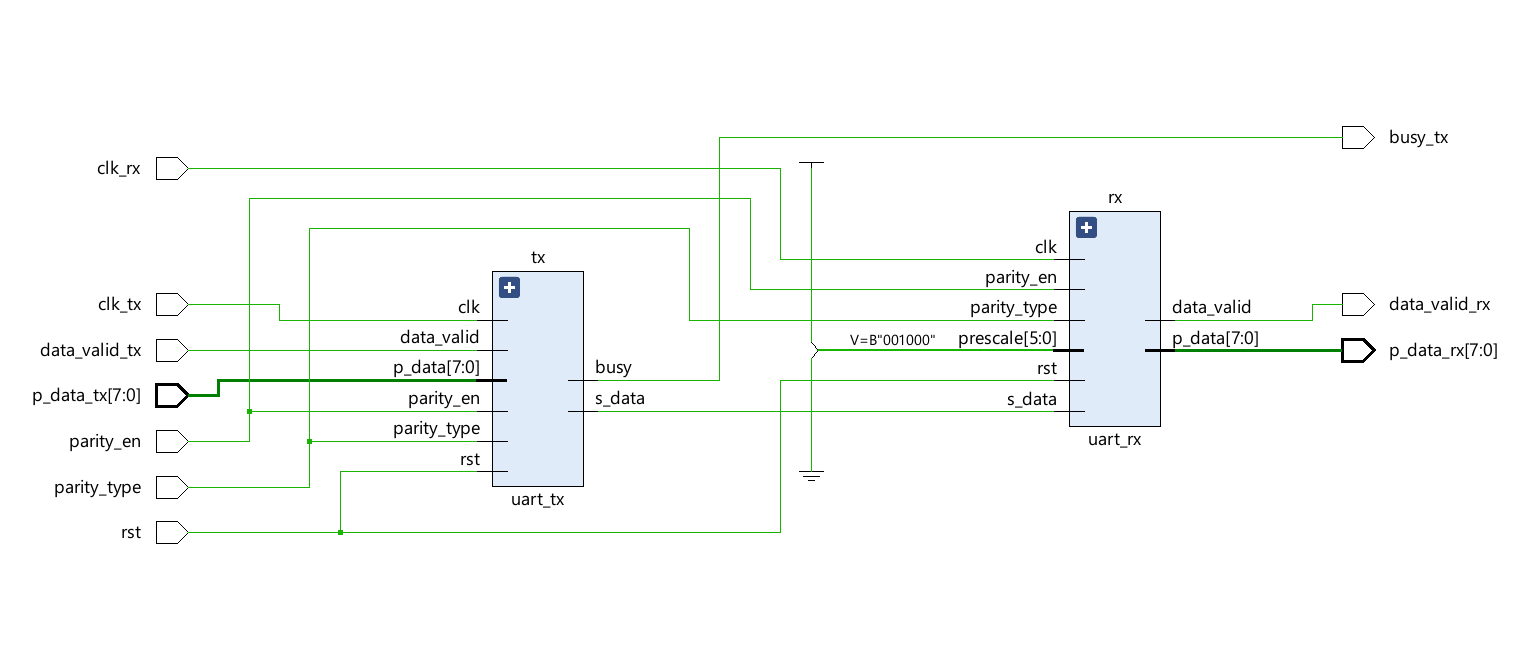 busy_tx
clk_rx
rx
clk
tx
parity_en
clk_tx
clk
parity_type
data_valid
data_valid_rx
data_valid_tx
data_valid
V=B"001000"
prescale[5:0]
p_data[7:0]
p_data_rx[7:0]
p_data[7:0]
busy
rst
p_data_tx[7:0]
parity_en
s_data
s_data
parity_en
parity_type
uart_rx
rst
parity_type
uart_tx
rst